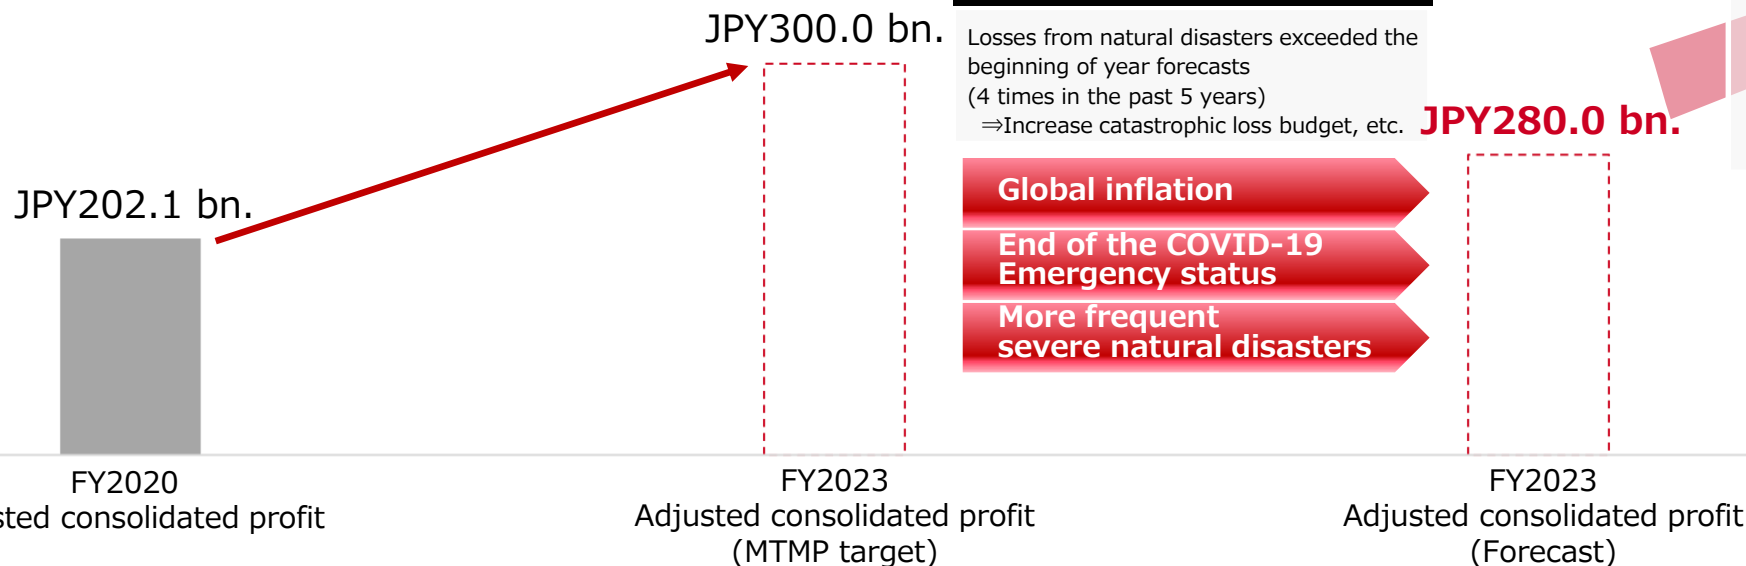 JPY300.0 bn.
Losses from natural disasters exceeded the
beginning of year forecasts
(4 times in the past 5 years)
⇒Increase catastrophic loss budget, etc.
JPY280.0 bn.
JPY202.1 bn.
Global inflation
End of the COVID-19
Emergency status
More frequent
severe natural disasters
FY2020
sted consolidated profit
FY2023
Adjusted consolidated profit
(MTMP target)
FY2023
Adjusted consolidated profit
(Forecast)